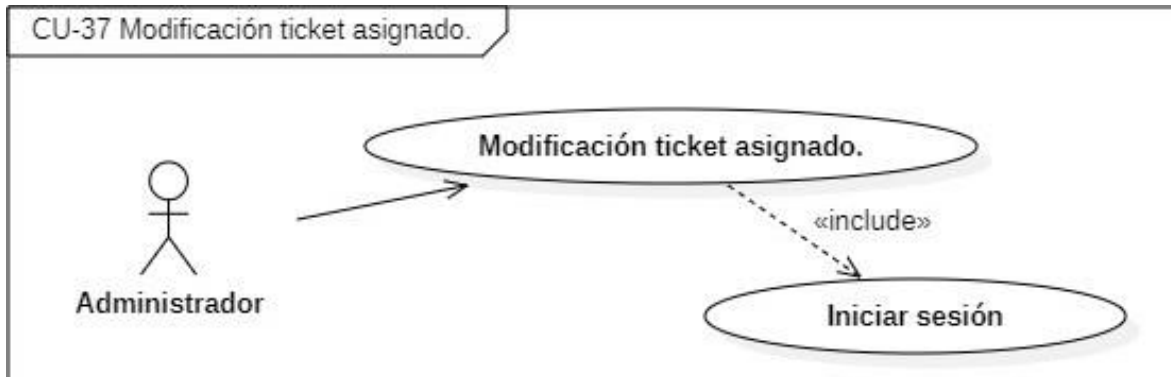 CU-37 Modificación ticket asignado.
Modificación ticket asignado.
«include»
Administrador
Iniciar sesión